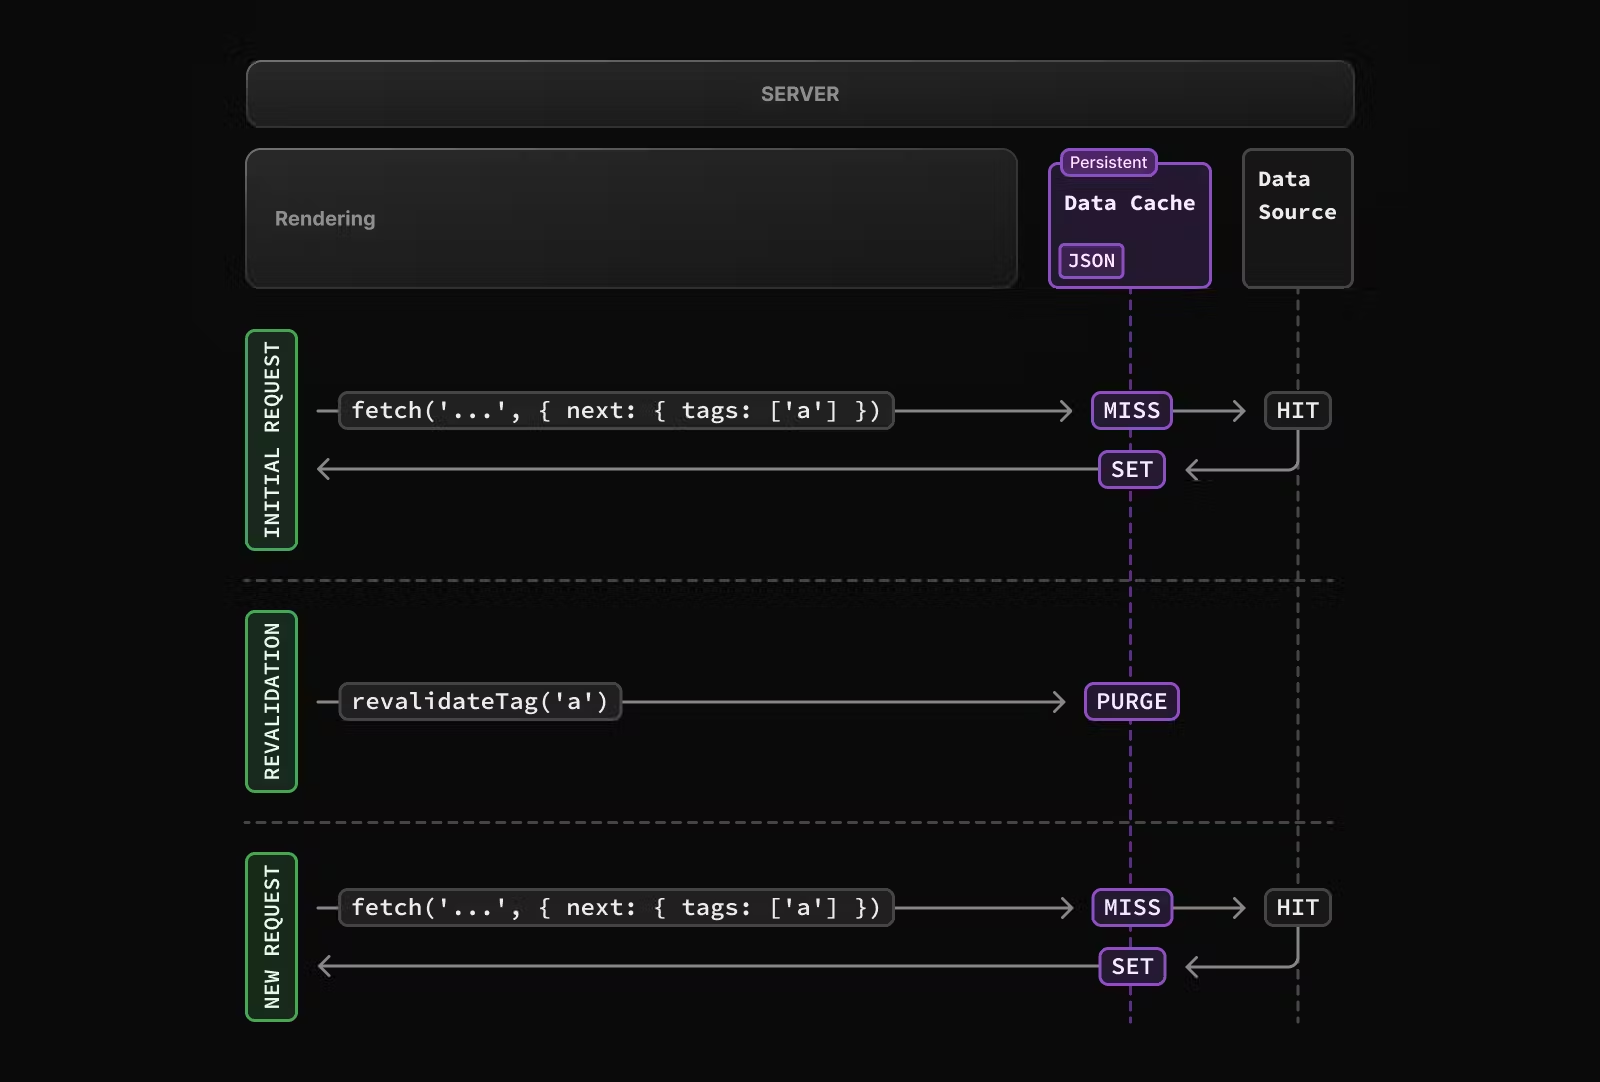 SERVER
Rendering
Persistent
Data Cache
JSON
Data
Source
INITIAL REQUEST
fetch('...', { next: { tags: ['a'] })
MISS
HIT
SET
REVALIDATION
revalidateTag('a')
PURGE
NEW REQUEST
fetch('...', { next: { tags: ['a'] })
MISS
HIT
SET